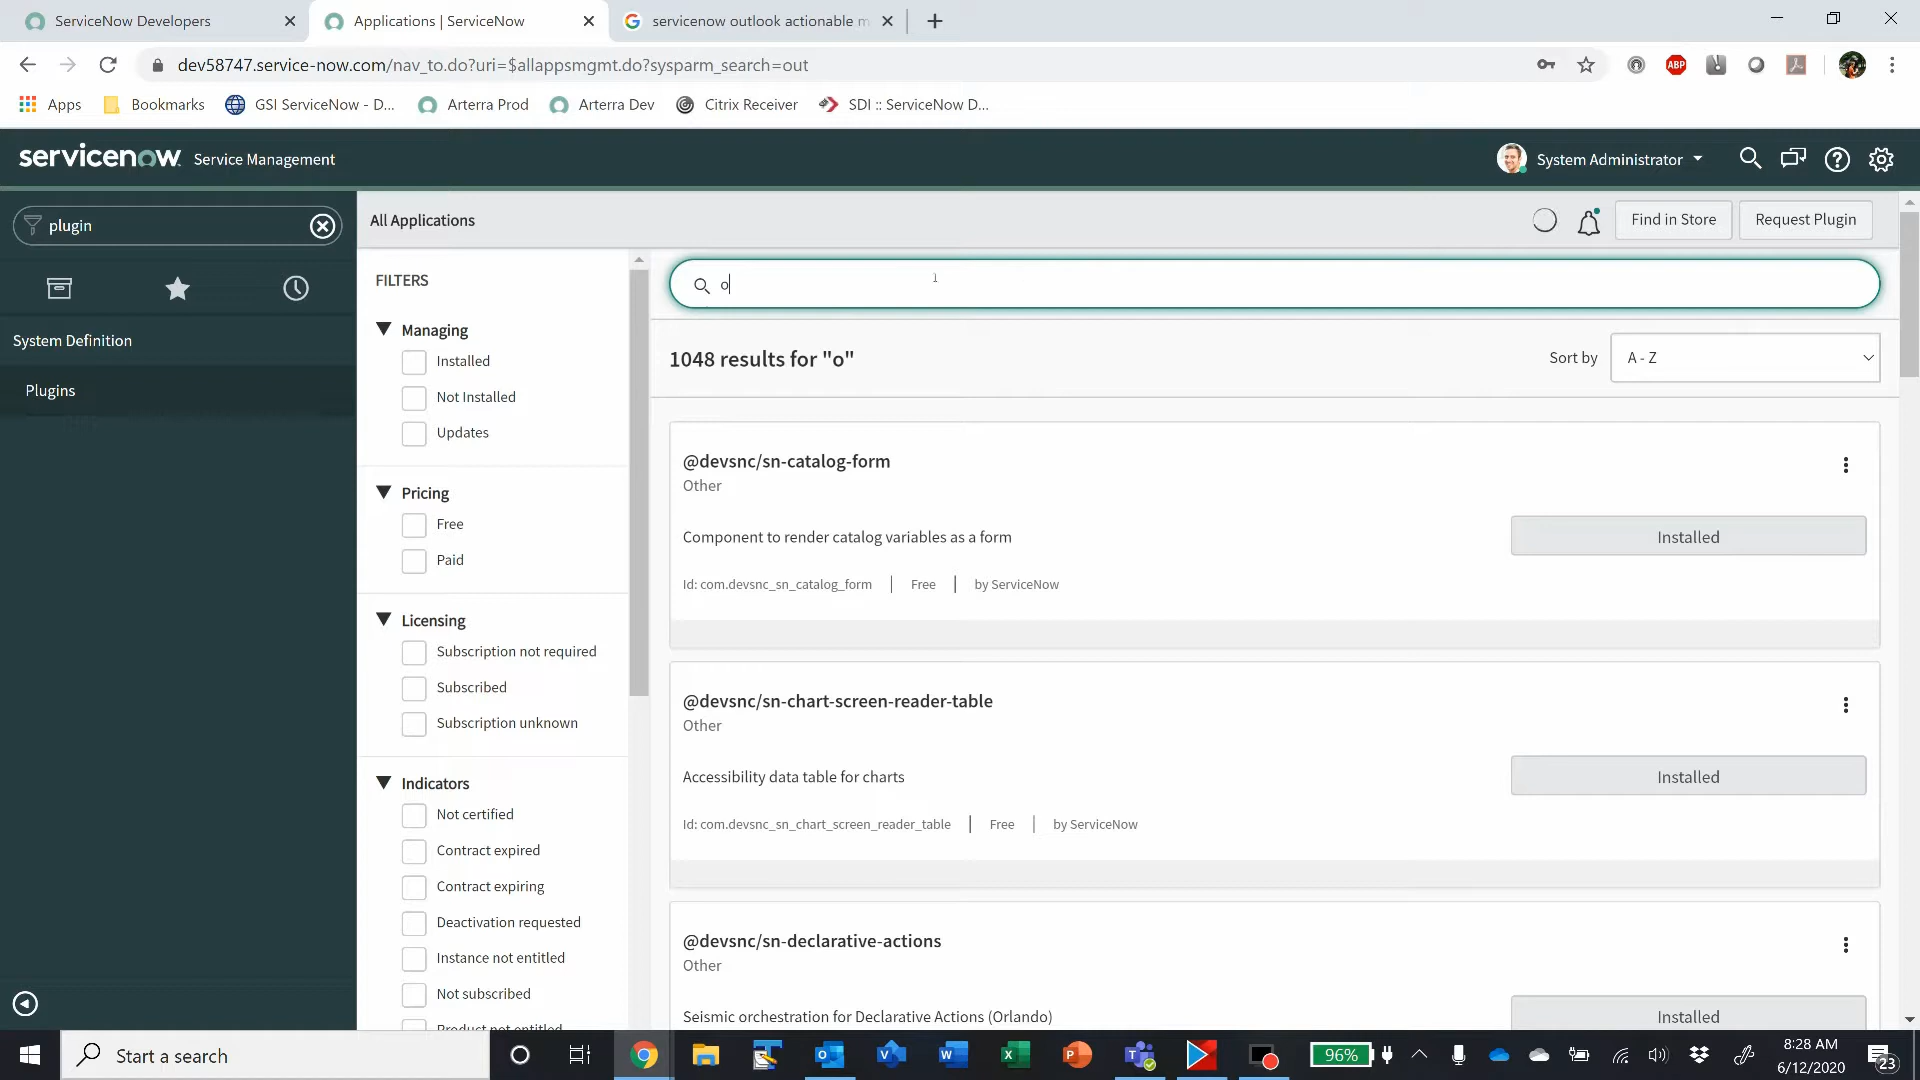 ServiceNow Developers
Applications | ServiceNow
servicenow outlook actionable m
dev58747.service-now.com/nav_to.do?uri=$allappsmgmt.do?sysparm_search=out
ABP
Apps
Bookmarks
GSI ServiceNow - D...
Arterra Prod
Arterra Dev
Citrix Receiver
SDI :: ServiceNow D...
servicenow Service Management
System Administrator
plugin
System Definition
Plugins
All Applications
Find in Store
Request Plugin
FILTERS
Managing
Installed
Not Installed
Updates
Pricing
Free
Paid
Licensing
Subscription not required
Subscribed
Subscription unknown
Indicators
Not certified
Contract expired
Contract expiring
Deactivation requested
Instance not entitled
Not subscribed
Product not entitled
o
1048 results for "o"
Sort by
A - Z
@devsnc/sn-catalog-form
Other
Component to render catalog variables as a form
Installed
Id: com.devsnc_sn_catalog_form | Free | by ServiceNow
@devsnc/sn-chart-screen-reader-table
Other
Accessibility data table for charts
Installed
Id: com.devsnc_sn_chart_screen_reader_table | Free | by ServiceNow
@devsnc/sn-declarative-actions
Other
Seismic orchestration for Declarative Actions (Orlando)
Installed
Start a search
96%
8:28 AM
6/12/2020
23